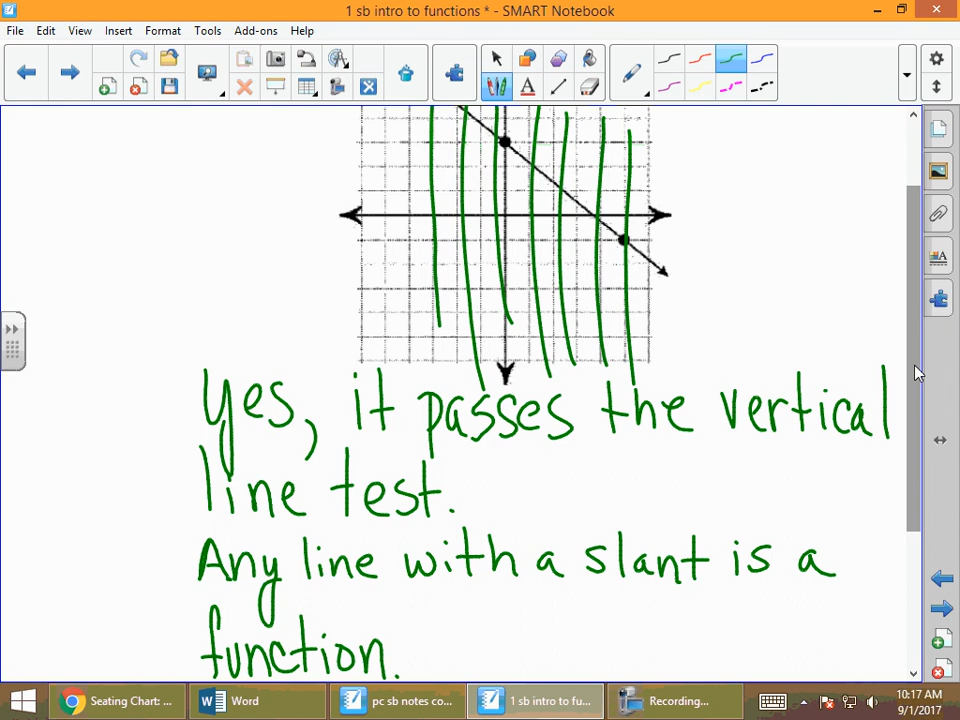 1 sb intro to functions * - SMART Notebook
File Edit View Insert Format Tools Add-ons Help
yes, it passes the vertical
line test.
Any line with a slant is a
function.
Seating Chart: ... Word pc sb notes co... 1 sb intro to fu... Recording... 10:17 AM
9/1/2017